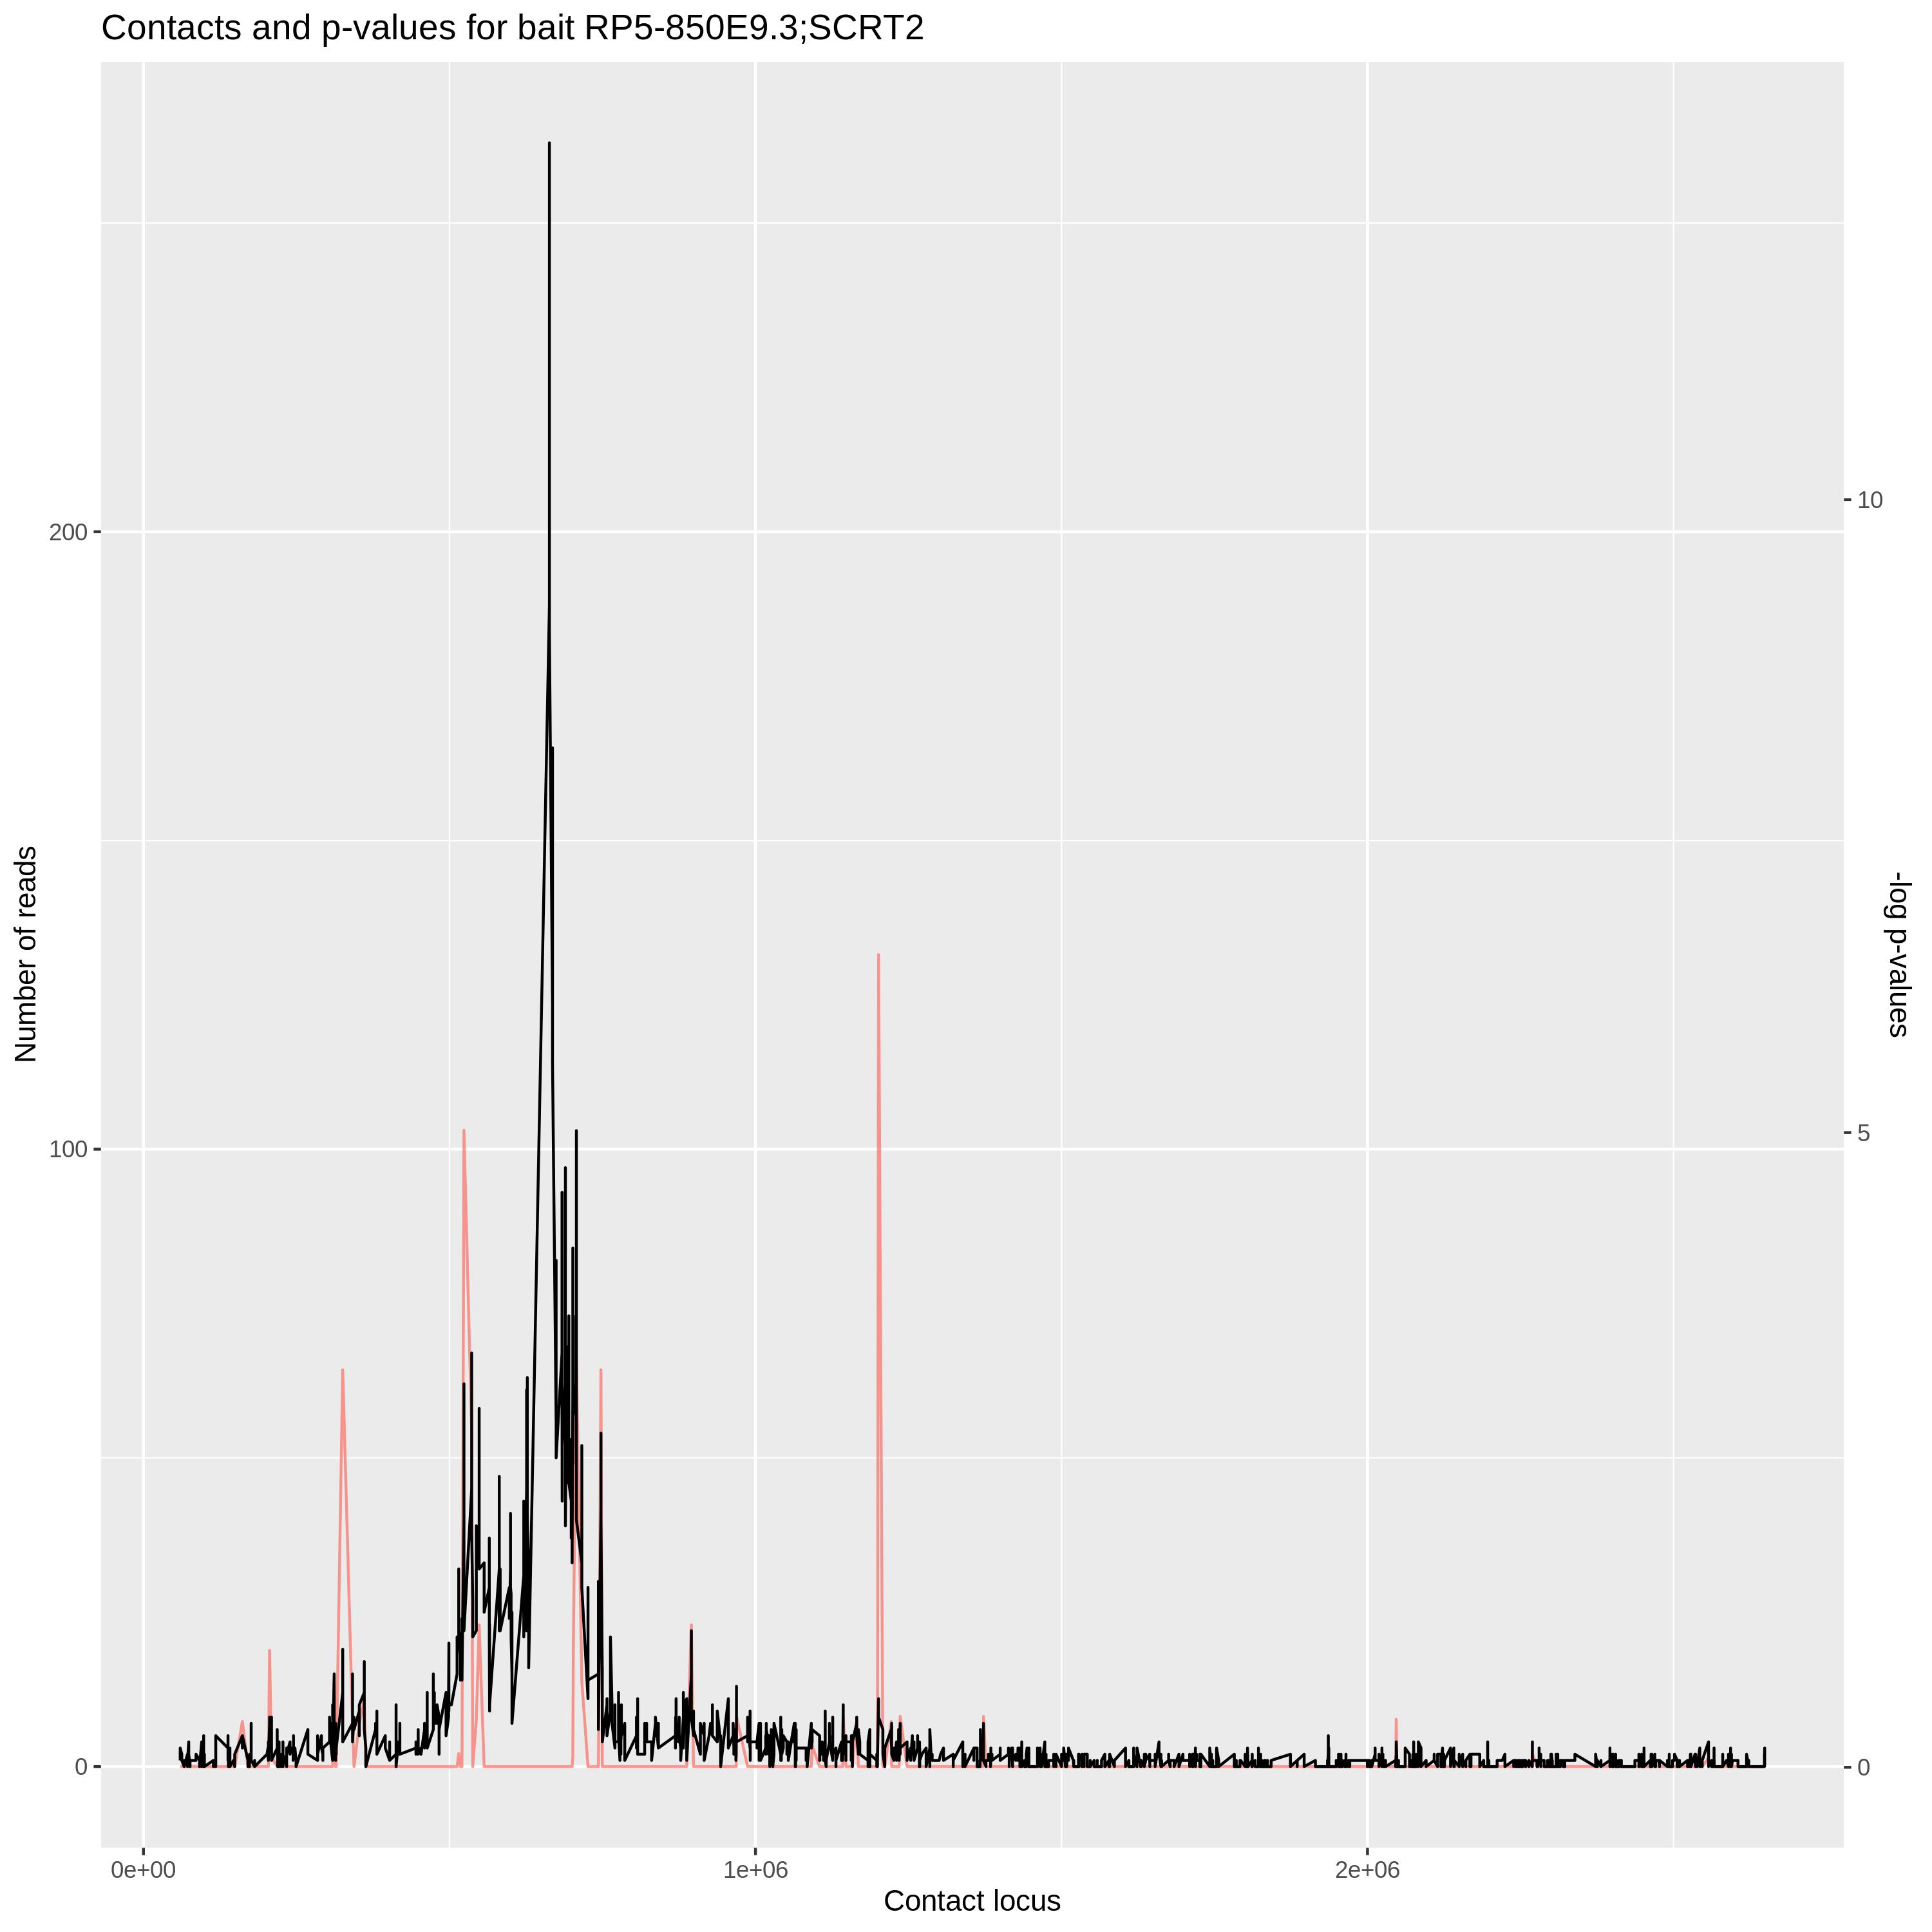 Contacts and p-values for bait RP5-850E9.3;SCRT2
Number of reads
200
100
0
10
5
0
-log p-values
0e+00
1e+06
2e+06
Contact locus